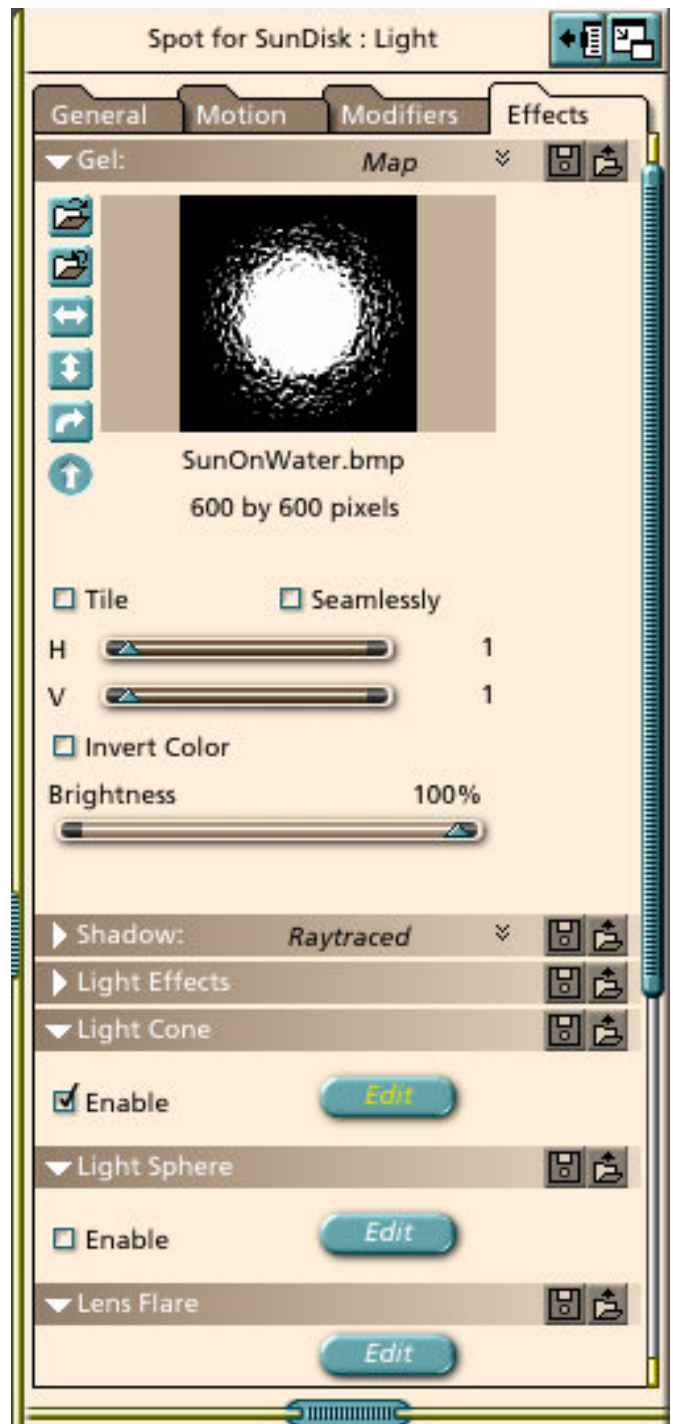 Spot for SunDisk : Light
General Motion Modifiers Effects
Gel: Map
SunOnWater.bmp
600 by 600 pixels
Tile Seamlessly
H 1
V 1
Invert Color
Brightness 100%
Shadow: Raytraced
Light Effects
Light Cone
Enable Edit
Light Sphere
Enable Edit
Lens Flare
Edit